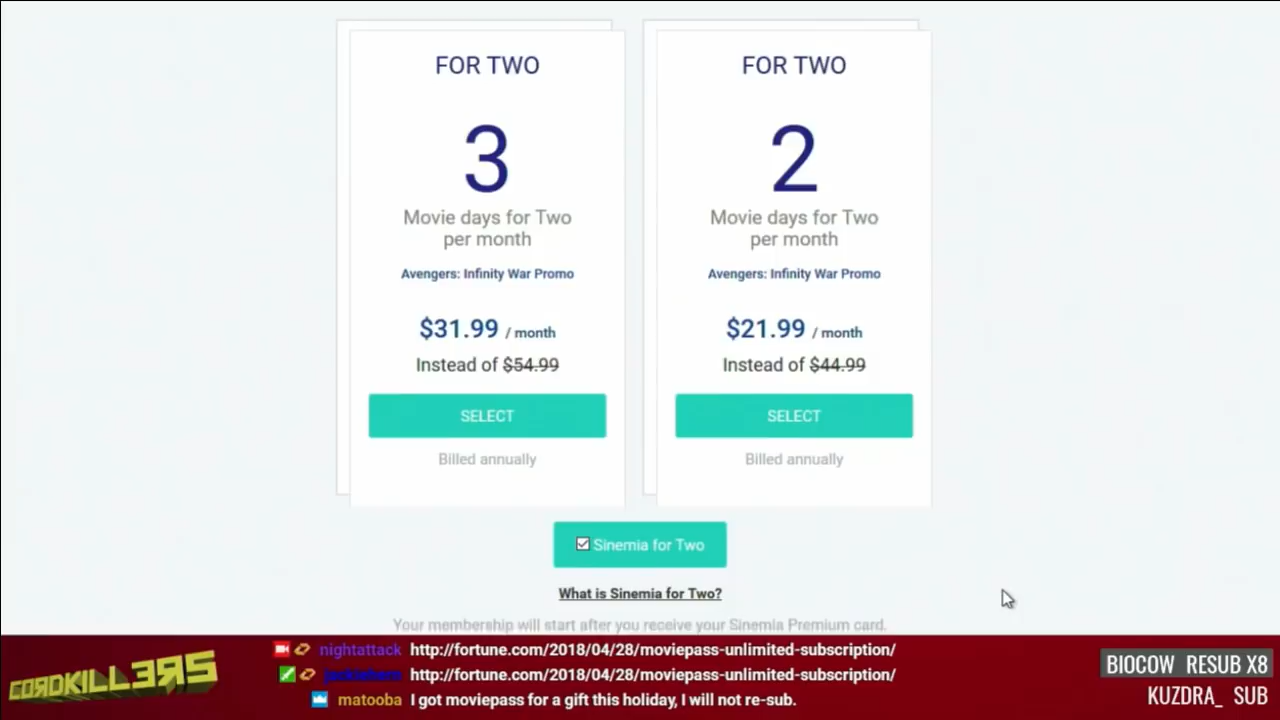 FOR TWO
3
Movie days for Two
per month
Avengers: Infinity War Promo
$31.99 / month
Instead of $54.99
SELECT
Billed annually
FOR TWO
2
Movie days for Two
per month
Avengers: Infinity War Promo
$21.99 / month
Instead of $44.99
SELECT
Billed annually
Sinemia for Two
What is Sinemia for Two?
Your membership will start after you receive your Sinemia Premium card.
CORDKILLERS
nightattack http://fortune.com/2018/04/28/moviepass-unlimited-subscription/
http://fortune.com/2018/04/28/moviepass-unlimited-subscription/
matooba I got moviepass for a gift this holiday, I will not re-sub.
BIOCOW RESUB X8
KUZDRA_ SUB